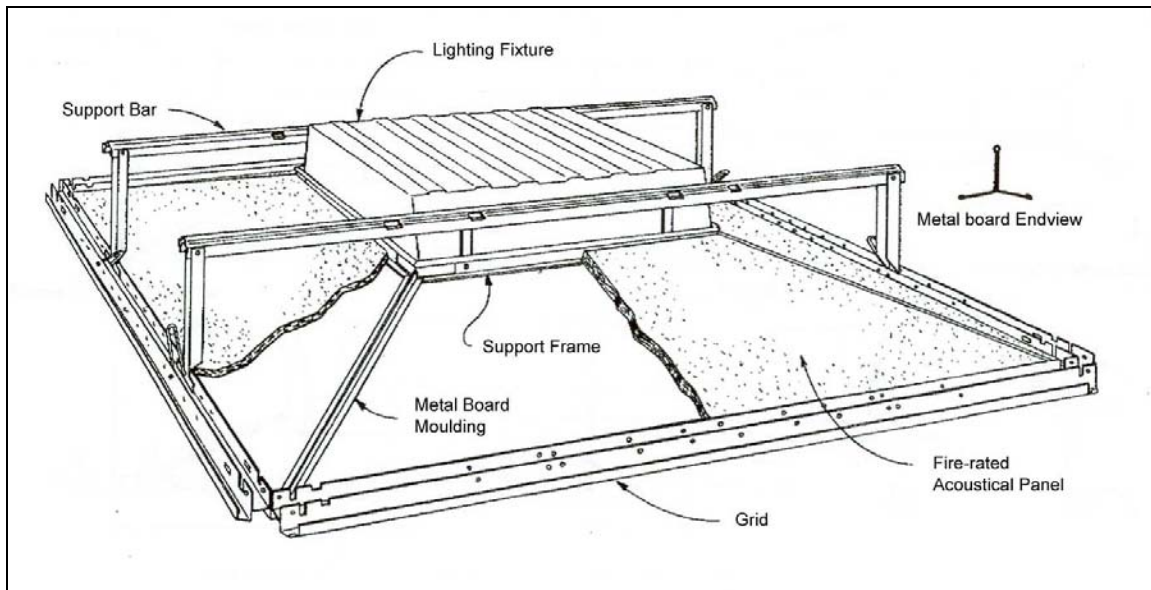 Lighting Fixture
Support Bar
Metal board Endview
Support Frame
Metal Board
Moulding
Fire-rated
Acoustical Panel
Grid